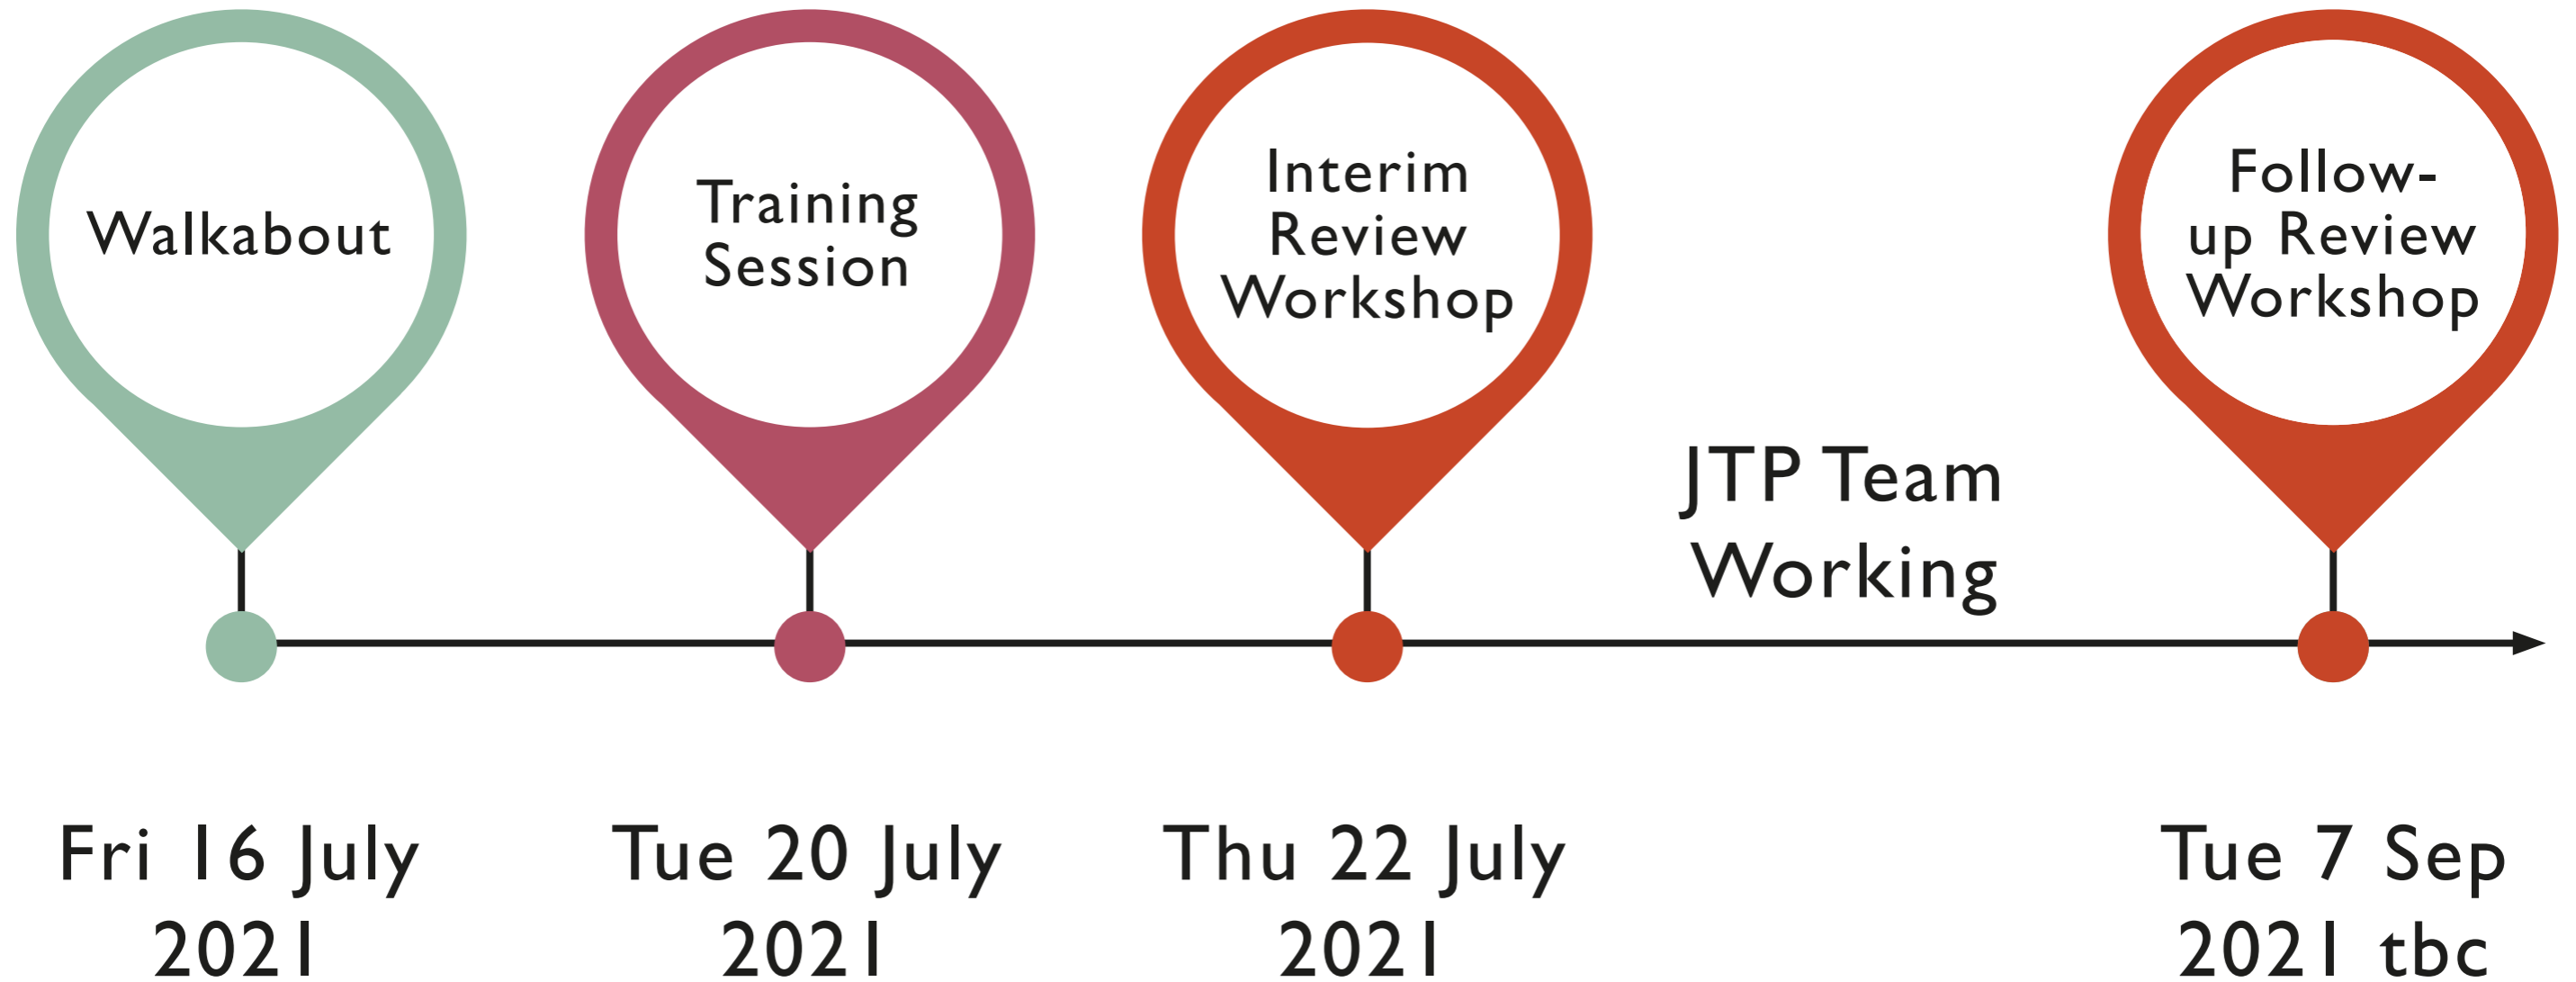 Walkabout
Training
Session
Interim
Review
Workshop
Follow-
up Review
Workshop
JTP Team
Working
Fri 16 July
2021
Tue 20 July
2021
Thu 22 July
2021
Tue 7 Sep
2021 tbc